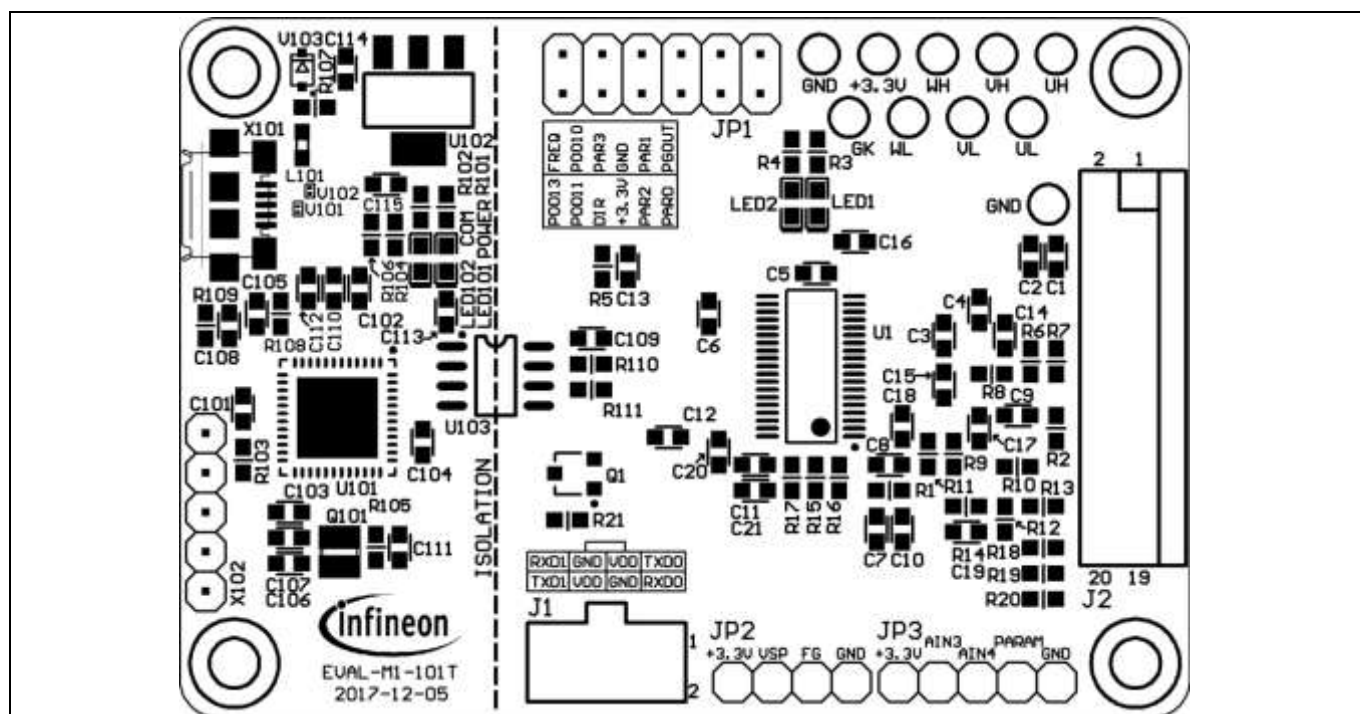 V103
C114
R107
X101
U102
L101
V102
V101
C115
R102
R101
COM
POWER
R106
R104
LED102
LED101
C105
R109
C108
R108
C112
C110
C102
C113
C101
R103
U101
C104
U103
C103
Q101
R105
C111
C107
C106
X102
ISOLATION
infineon
EVAL-M1-101T
2017-12-05
JP1
FREQ
PAR3
GND
PAR1
PGOUT
DIR
+3.3V
PAR2
PAR0
GND +3.3V WH VH UH
GK WL VL UL
GND
R4
R3
LED2
LED1
C16
C5
R5
C13
C6
C109
R110
R111
U1
C12
C20
C11
C21
R17
R15
R16
Q1
R21
2 1
C2
C1
C4
C3
C14
R6
R7
C15
R8
C18
C9
C8
C17
R2
R9
R1
R11
R10
R13
R12
C7
C10
R14
C19
R18
R19
R20
20 19
J2
RXD1 GND VDD TXD0
TXD1 VDD GND RXD0
J1
1
2
JP2
+3.3V VSP FG GND
JP3
+3.3V AIN3 AIN4 PARAM GND